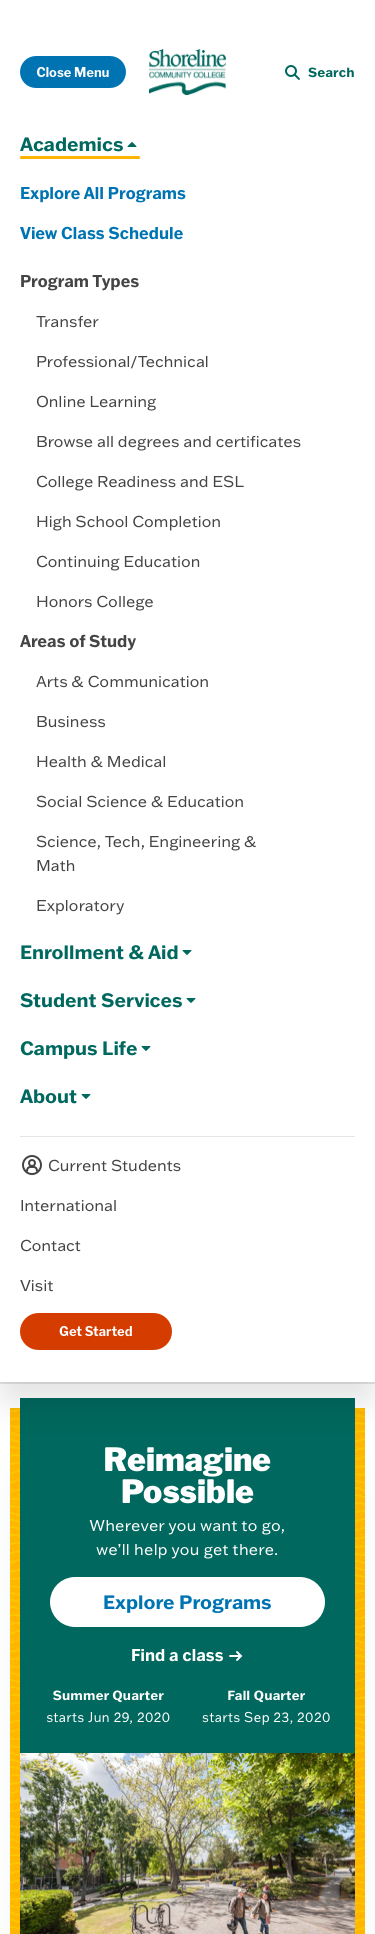 Close Menu
Shoreline
COMMUNITY COLLEGE
Search
Academics
Explore All Programs
View Class Schedule
Program Types
Transfer
Professional/Technical
Online Learning
Browse all degrees and certificates
College Readiness and ESL
High School Completion
Continuing Education
Honors College
Areas of Study
Arts & Communication
Business
Health & Medical
Social Science & Education
Science, Tech, Engineering &
Math
Exploratory
Enrollment & Aid
Student Services
Campus Life
About
Current Students
International
Contact
Visit
Get Started
Reimagine
Possible
Wherever you want to go,
we'll help you get there.
Explore Programs
Find a class →
Summer Quarter
starts Jun 29, 2020
Fall Quarter
starts Sep 23, 2020